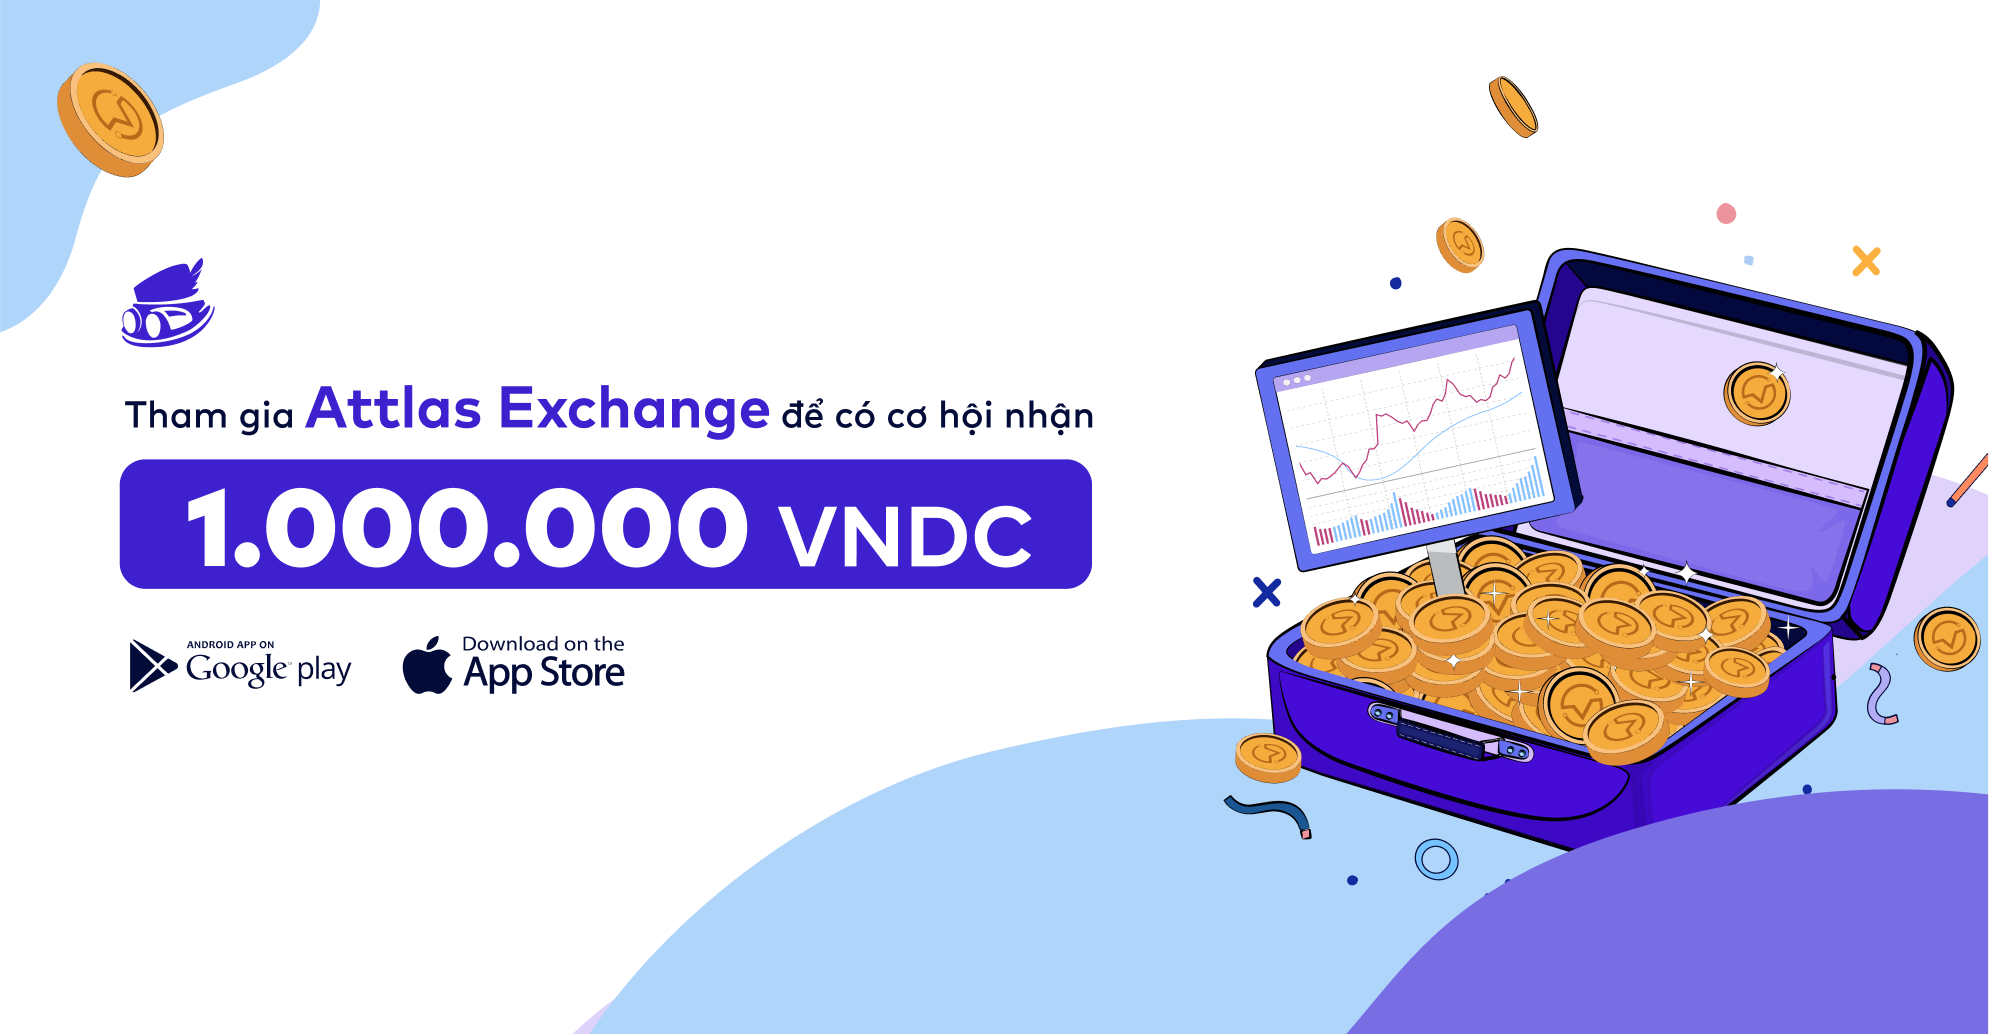 Tham gia Attlas Exchange để có cơ hội nhận
1.000.000 VNDC
ANDROID APP ON
Google play
Download on the
App Store